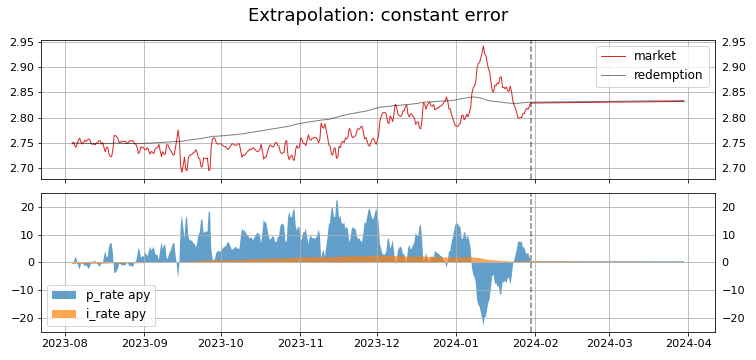 Extrapolation: constant error
2.95 2.95
2.90 2.90
2.85 2.85
2.80 2.80
2.75 2.75
2.70 2.70
market
redemption
20 20
10 10
0 0
−10 −10
−20 −20
p_rate apy
i_rate apy
2023-08 2023-09 2023-10 2023-11 2023-12 2024-01 2024-02 2024-03 2024-04